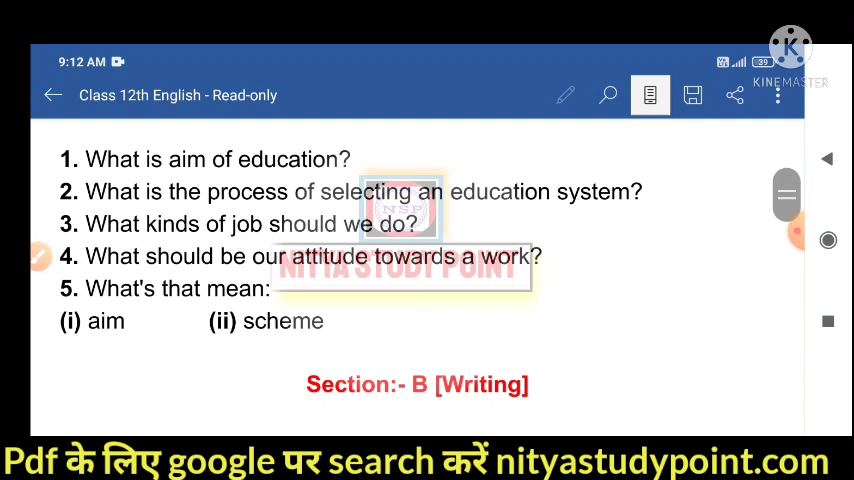 9:12 AM
39
K
KINEMASTER
Class 12th English - Read-only
1. What is aim of education?
2. What is the process of selecting an education system?
NSP
3. What kinds of job should we do?
4. What should be our attitude towards a work?
NITYA STUDY POINT
5. What's that mean:
(i) aim (ii) scheme
Section:- B [Writing]
Pdf के लिए google पर search करें nityastudypoint.com